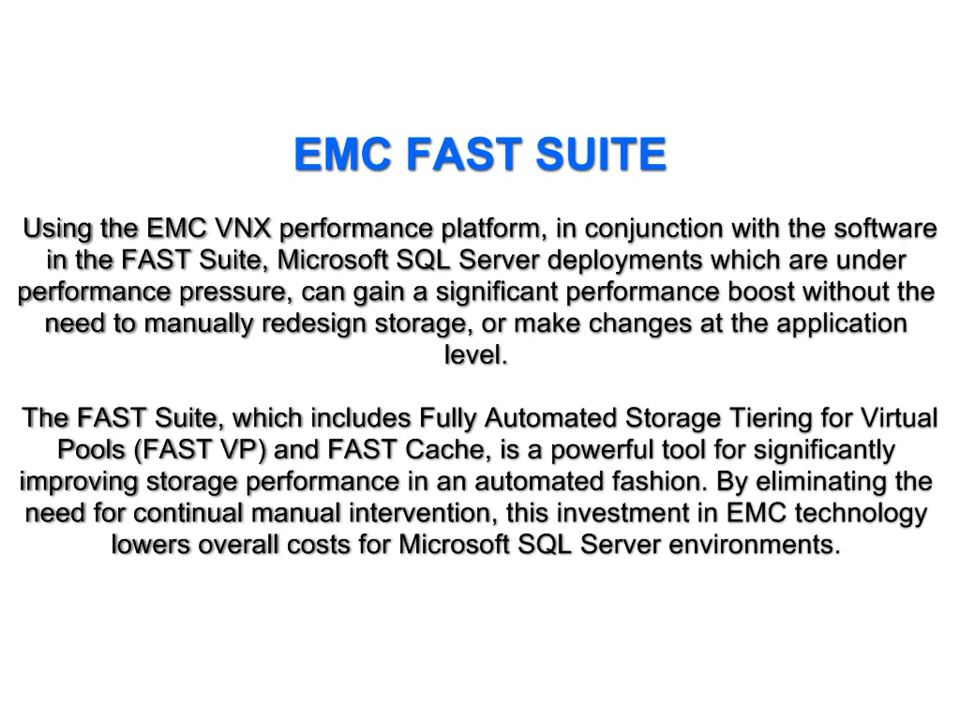 EMC FAST SUITE
Using the EMC VNX performance platform, in conjunction with the software
in the FAST Suite, Microsoft SQL Server deployments which are under
performance pressure, can gain a significant performance boost without the
need to manually redesign storage, or make changes at the application
level.
The FAST Suite, which includes Fully Automated Storage Tiering for Virtual
Pools (FAST VP) and FAST Cache, is a powerful tool for significantly
improving storage performance in an automated fashion. By eliminating the
need for continual manual intervention, this investment in EMC technology
lowers overall costs for Microsoft SQL Server environments.